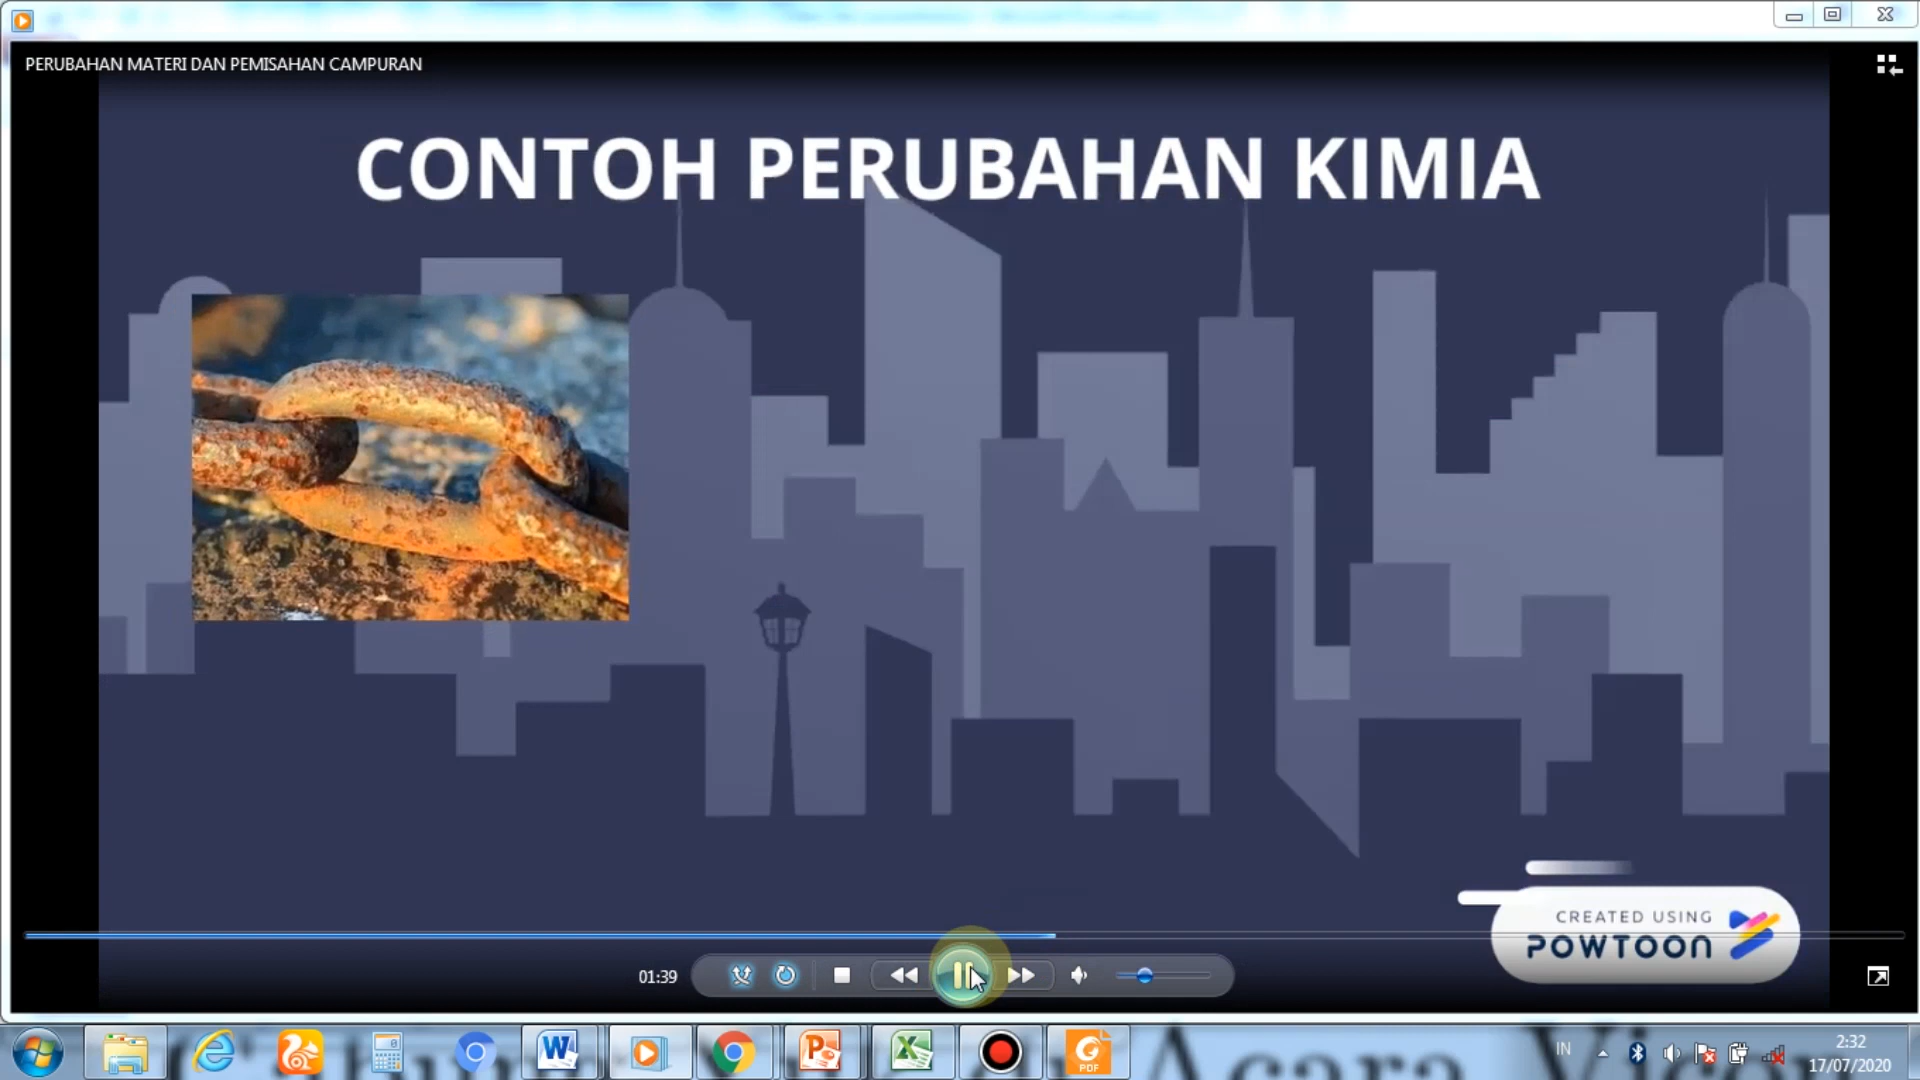 PERUBAHAN MATERI DAN PEMISAHAN CAMPURAN
CONTOH PERUBAHAN KIMIA
CREATED USING
POWTOON
01:39
IN
2:32
17/07/2020
PDF